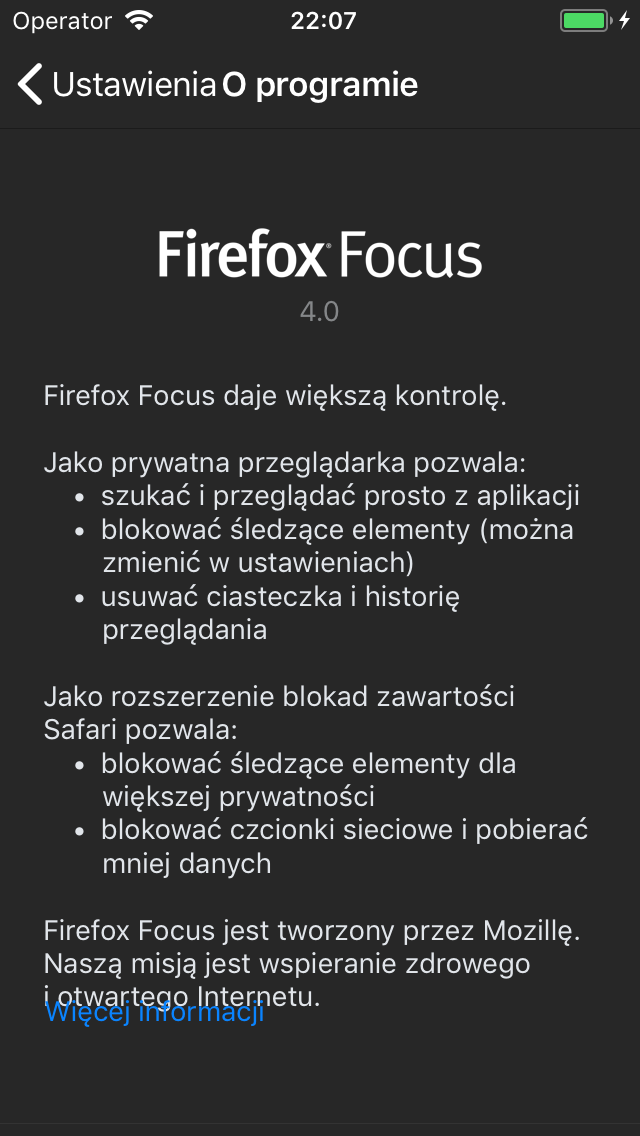 Operator 22:07
Ustawienia O programie
Firefox Focus
4.0
Firefox Focus daje większą kontrolę.
Jako prywatna przeglądarka pozwala:
• szukać i przeglądać prosto z aplikacji
• blokować śledzące elementy (można
zmienić w ustawieniach)
• usuwać ciasteczka i historię
przeglądania
Jako rozszerzenie blokad zawartości
Safari pozwala:
• blokować śledzące elementy dla
większej prywatności
• blokować czcionki sieciowe i pobierać
mniej danych
Firefox Focus jest tworzony przez Mozillę.
Naszą misją jest wspieranie zdrowego
i otwartego Internetu.
Więcej informacji